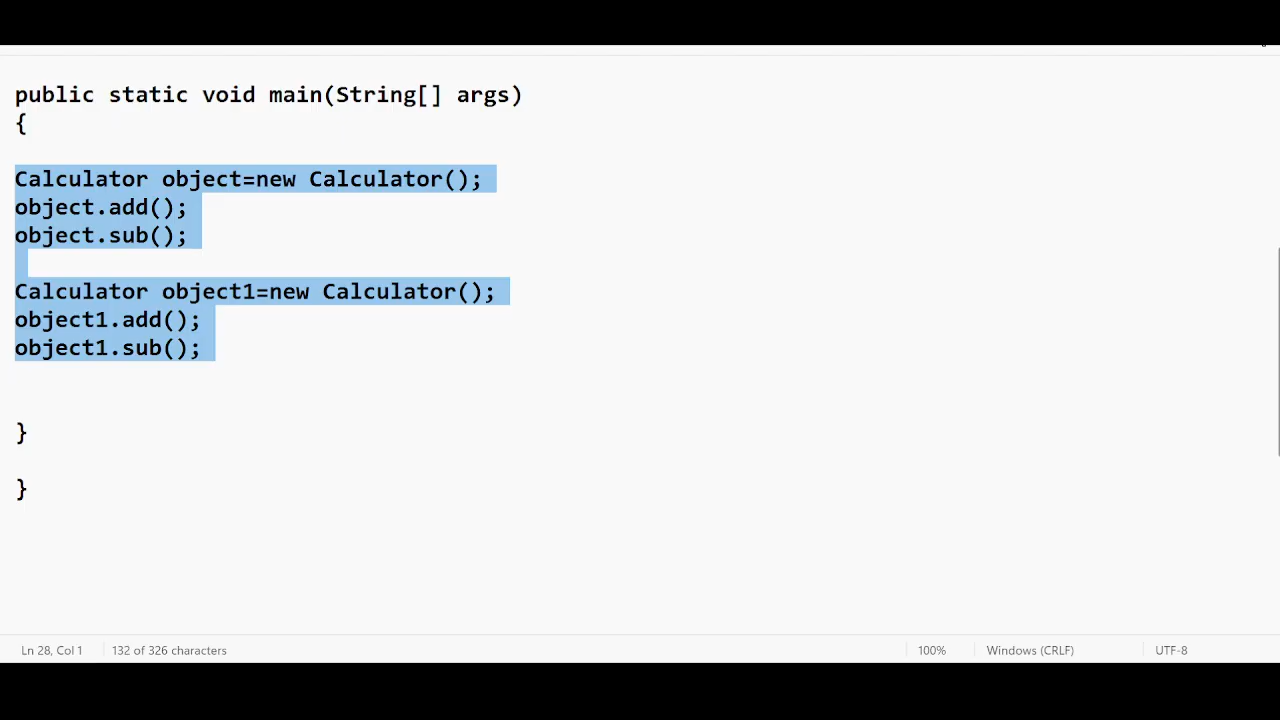 public static void main(String[] args)
{
Calculator object=new Calculator();
object.add();
object.sub();
Calculator object1=new Calculator();
object1.add();
object1.sub();
}
}
Ln 28, Col 1 132 of 326 characters 100% Windows (CRLF) UTF-8